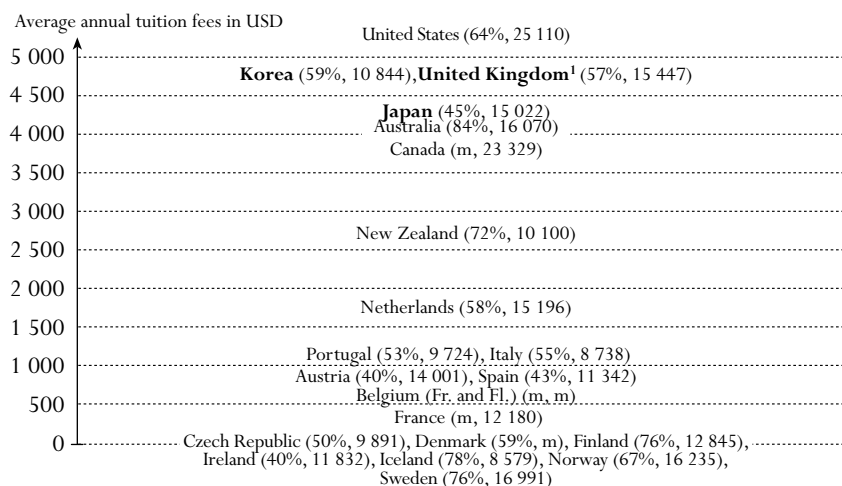 Average annual tuition fees in USD
United States (64%, 25 110)
5 000
Korea (59%, 10 844),United Kingdom¹ (57%, 15 447)
4 500
Japan (45%, 15 022)
Australia (84%, 16 070)
4 000
Canada (m, 23 329)
3 500
3 000
New Zealand (72%, 10 100)
2 500
2 000
Netherlands (58%, 15 196)
1 500
Portugal (53%, 9 724), Italy (55%, 8 738)
1 000
Austria (40%, 14 001), Spain (43%, 11 342)
Belgium (Fr. and Fl.) (m, m)
500
France (m, 12 180)
0
Czech Republic (50%, 9 891), Denmark (59%, m), Finland (76%, 12 845),
Ireland (40%, 11 832), Iceland (78%, 8 579), Norway (67%, 16 235),
Sweden (76%, 16 991)